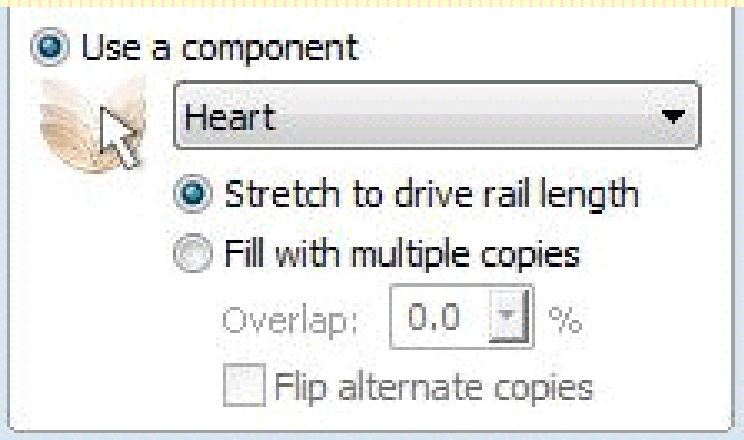 Use a component
Heart
Stretch to drive rail length
Fill with multiple copies
Overlap: 0.0 %
Flip alternate copies